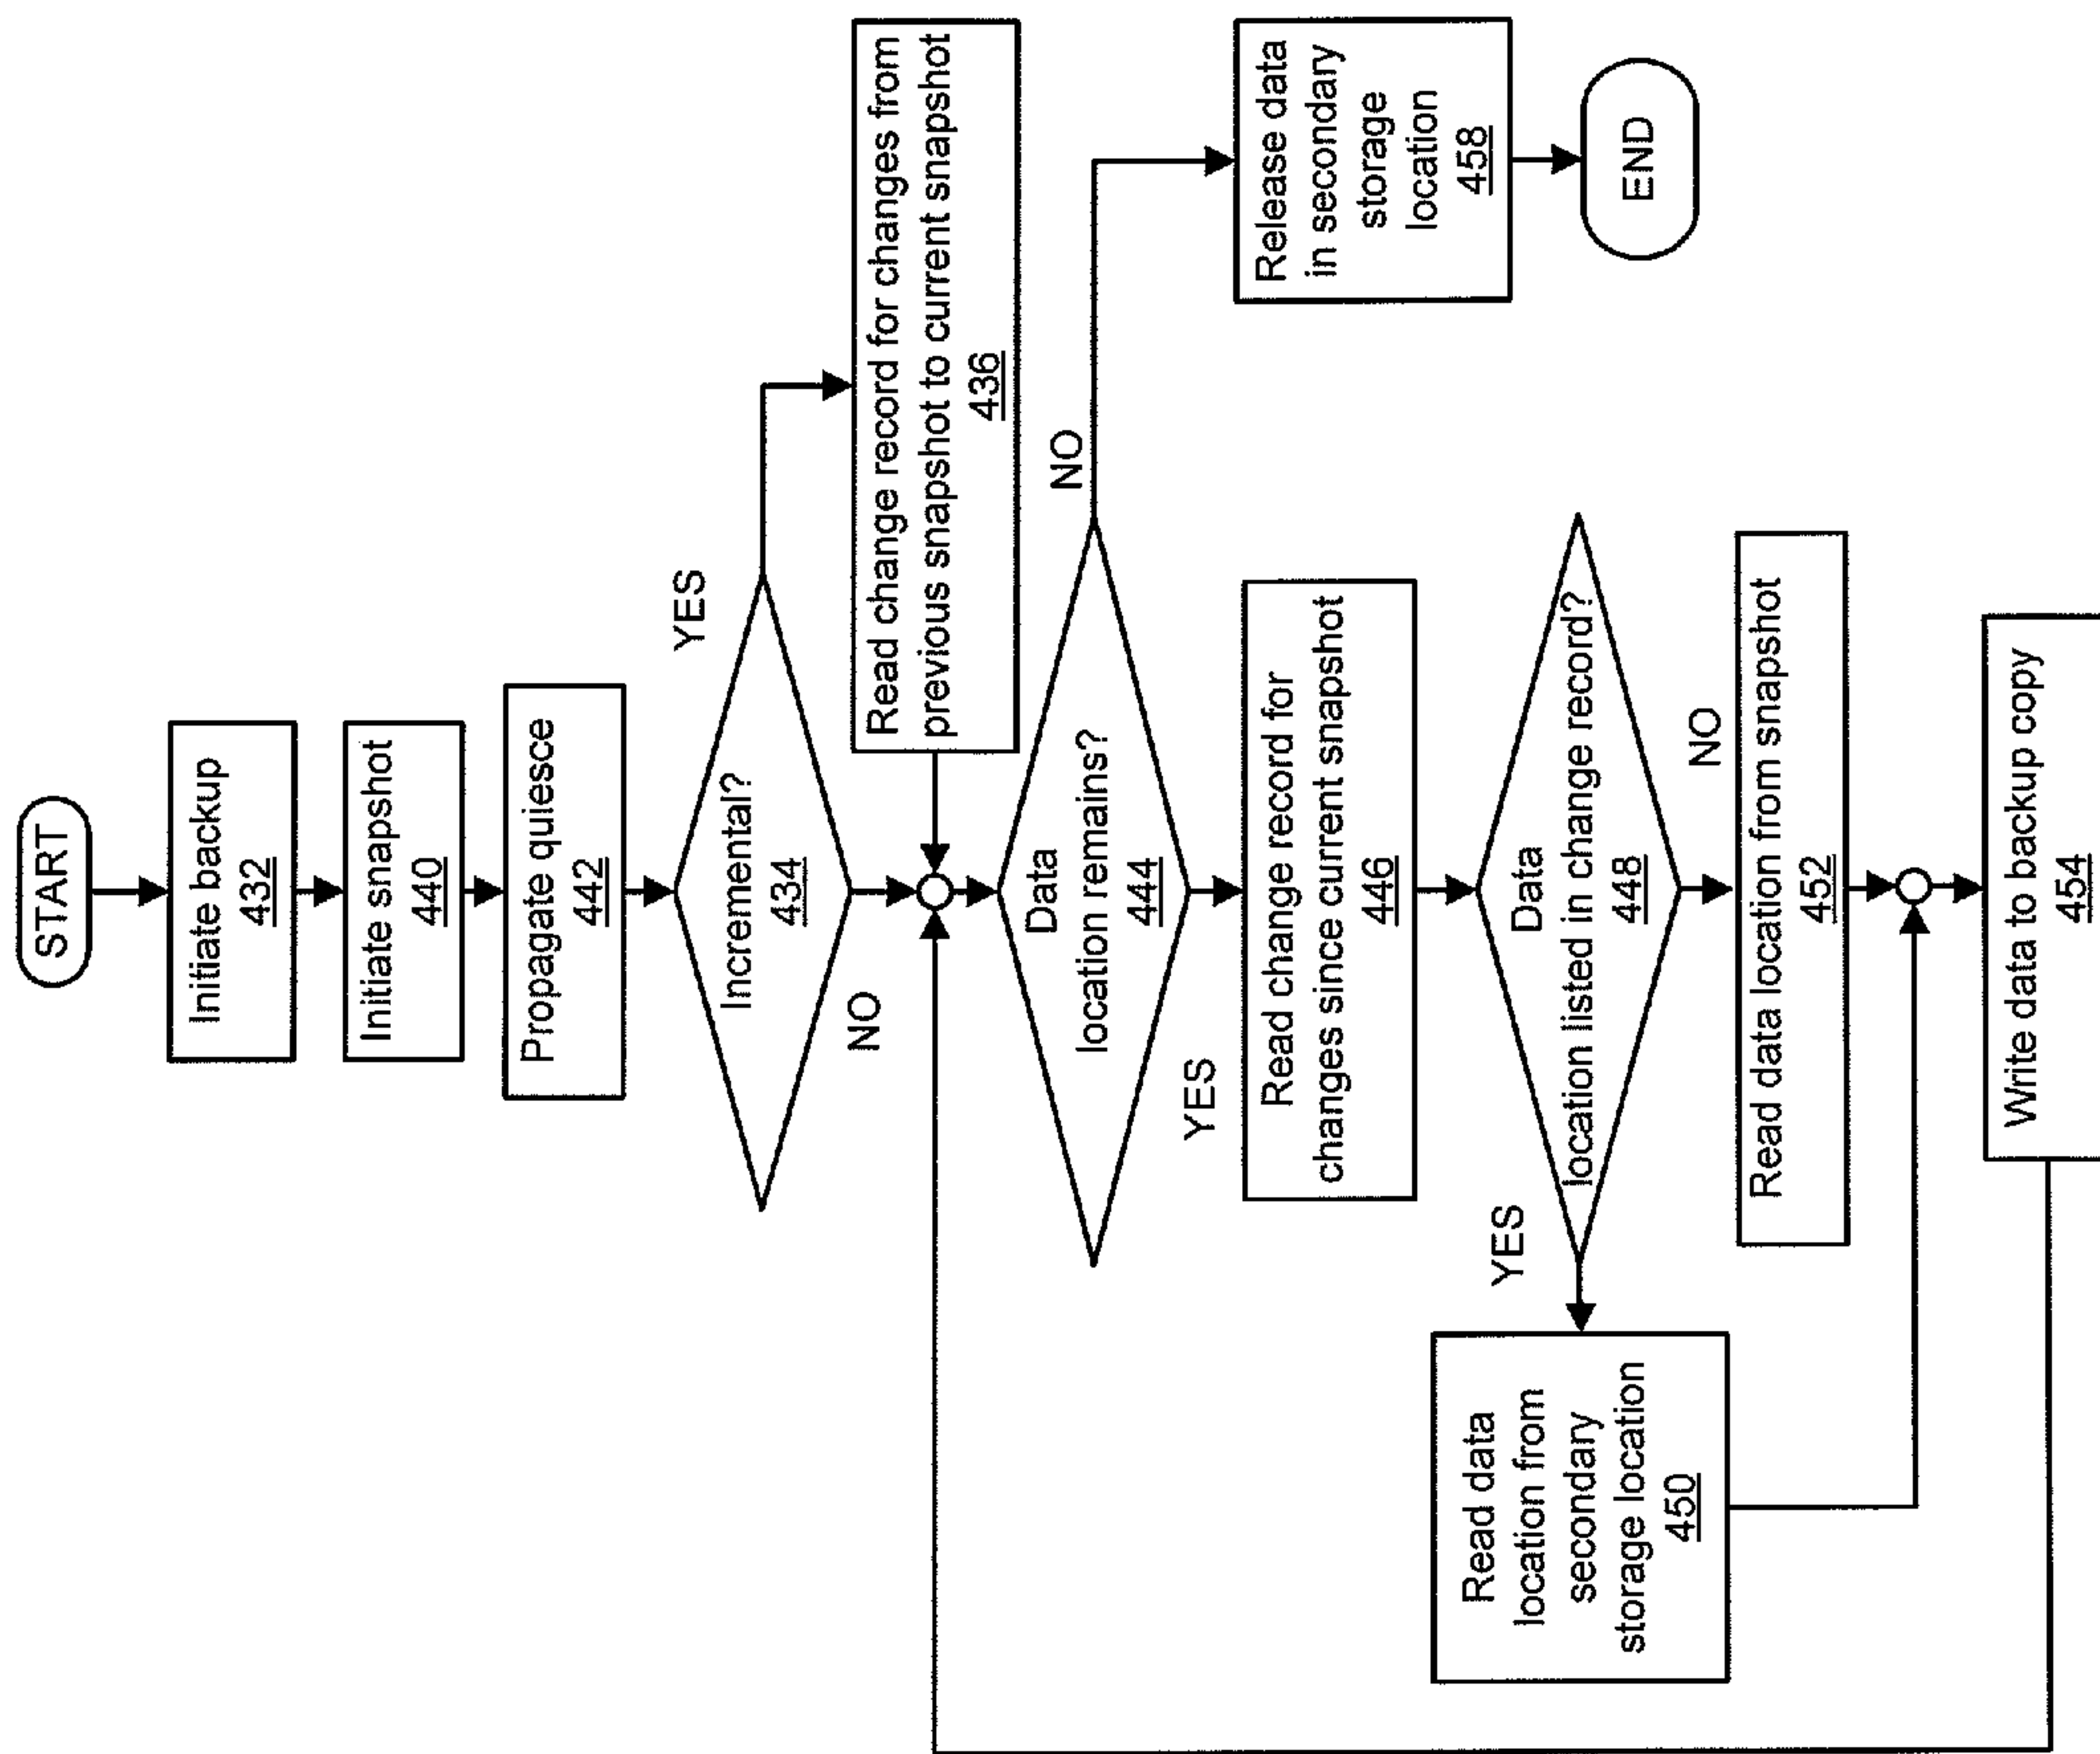 START
Initiate backup
432
Initiate snapshot
440
Propagate quiesce
442
Incremental?
434
YES
NO
Read change record for changes from
previous snapshot to current snapshot
436
Data
location remains?
444
NO
YES
Release data
in secondary
storage
location
458
END
Read change record for
changes since current snapshot
446
Data
location listed in change record?
448
YES
NO
Read data
location from
secondary
storage location
450
Read data location from snapshot
452
Write data to backup copy
454